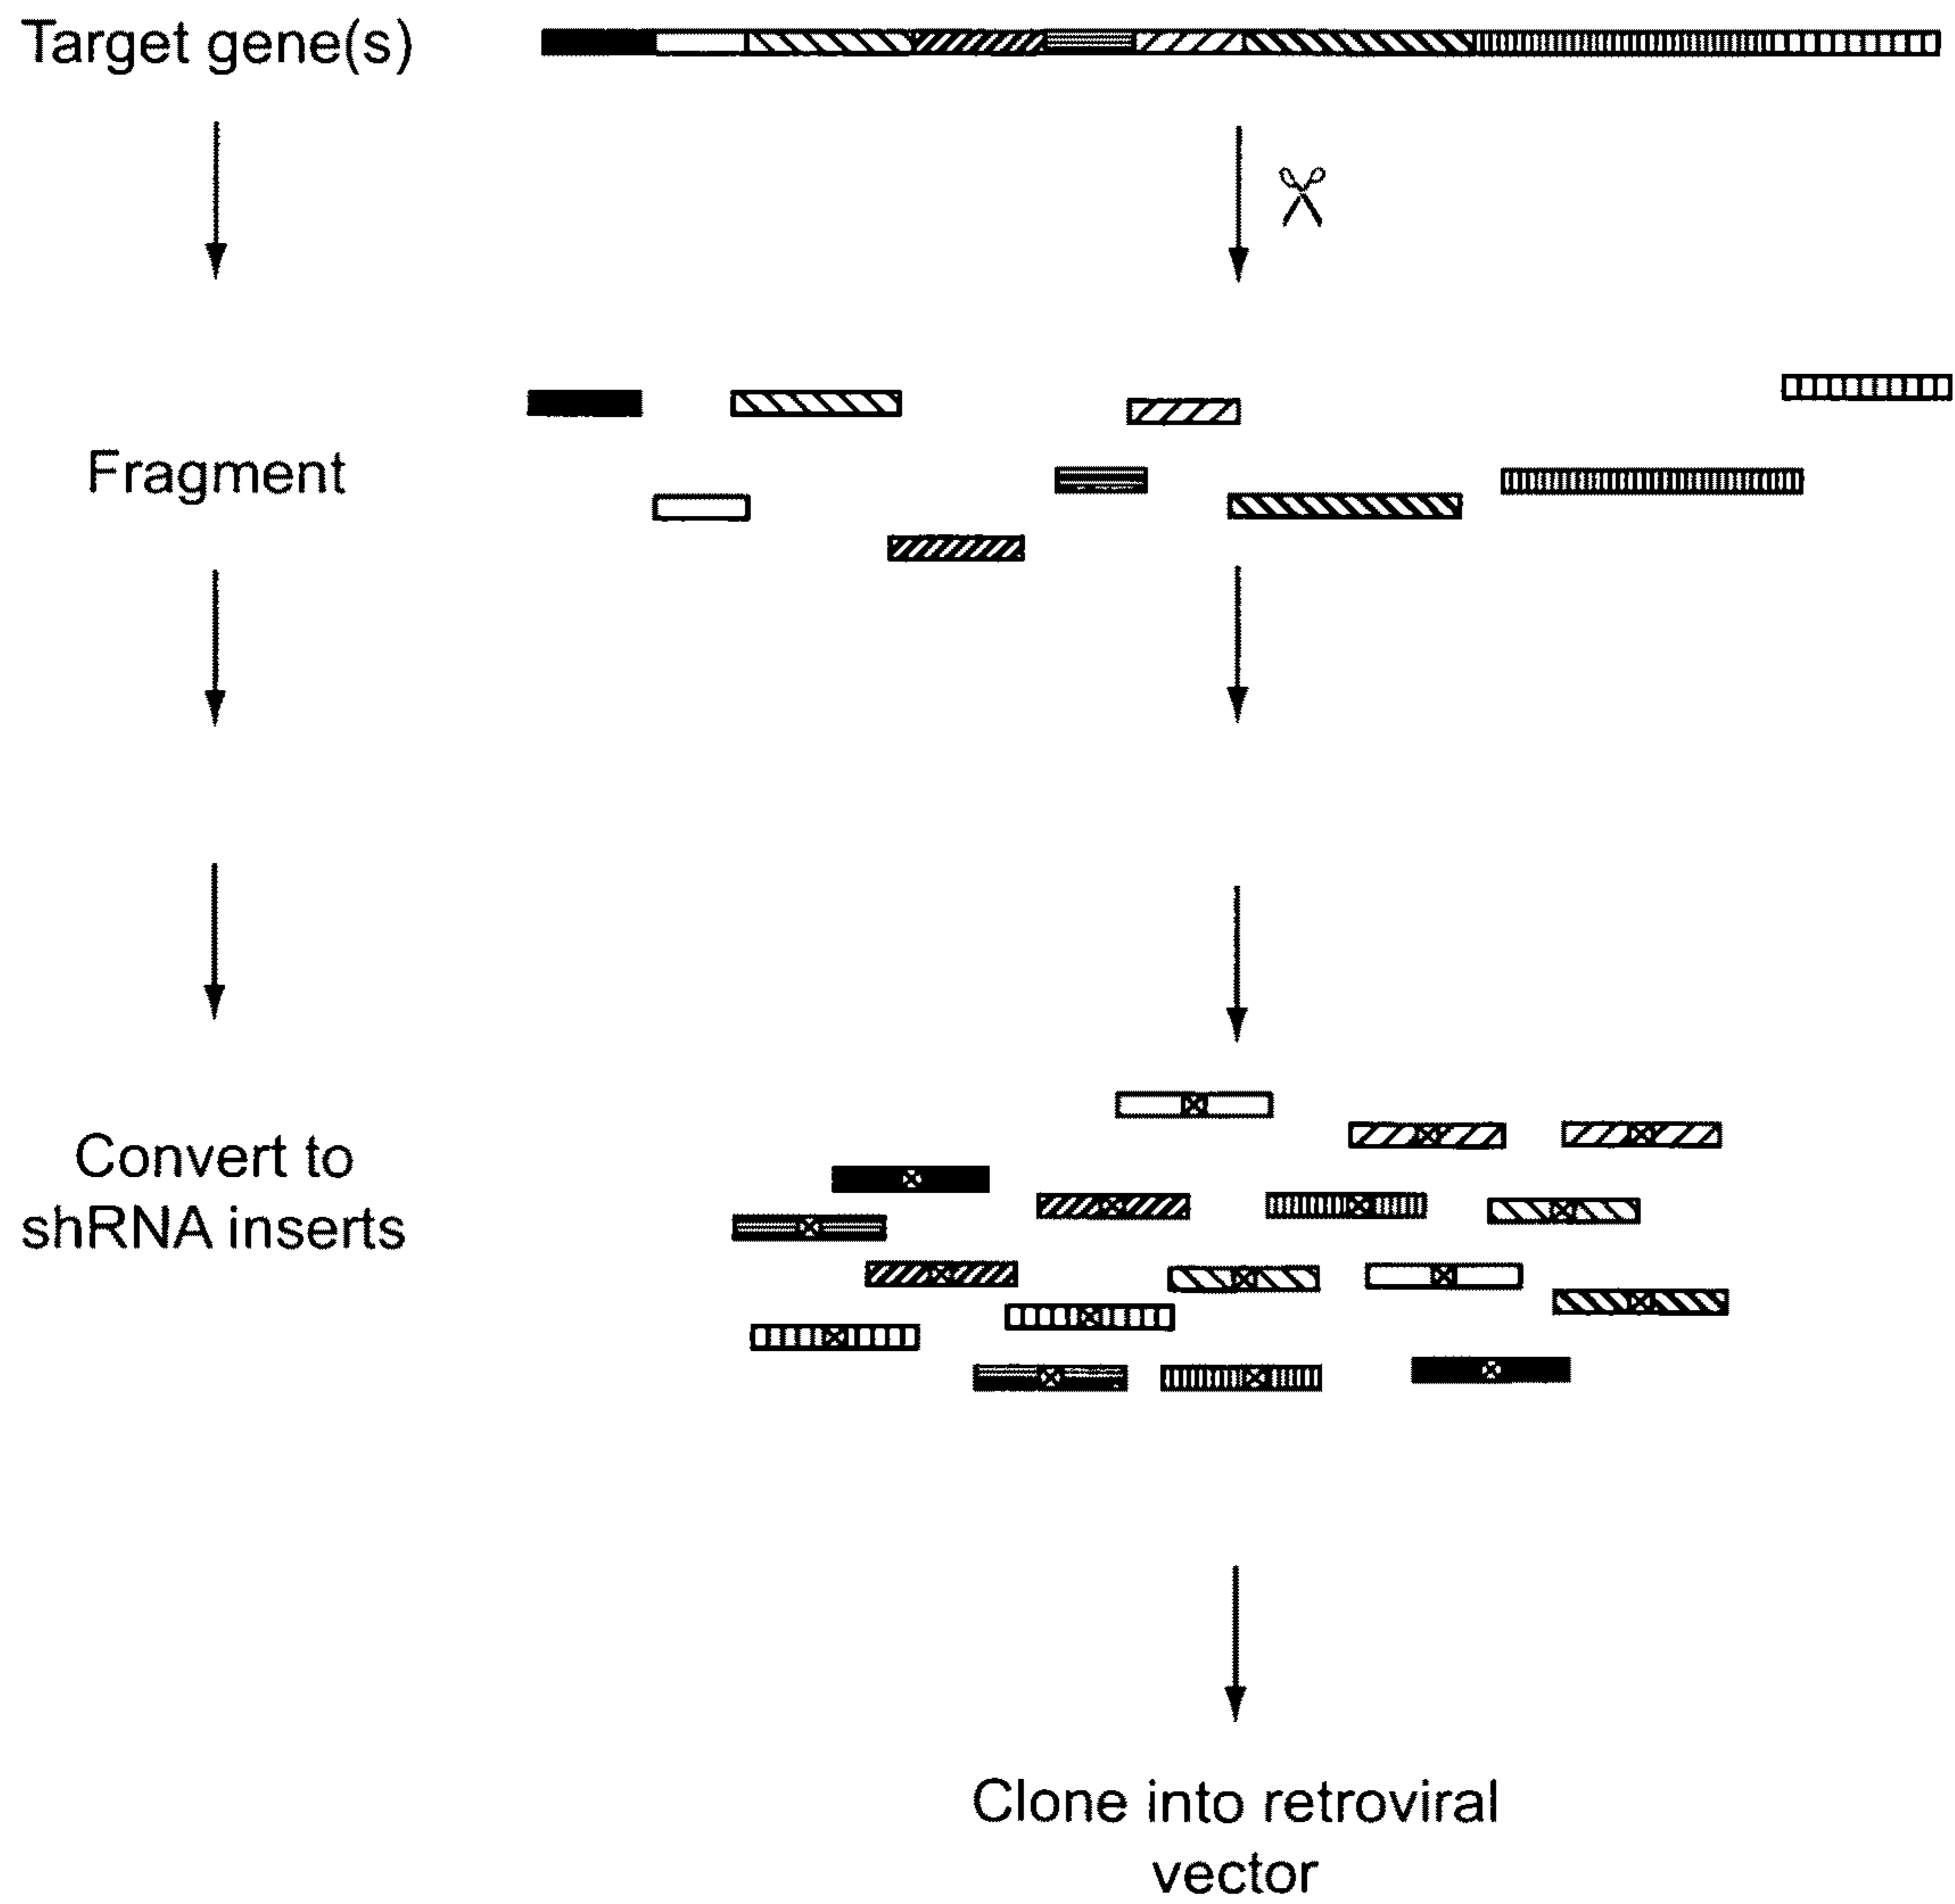 Target gene(s)
Fragment
Convert to
shRNA inserts
Clone into retroviral
vector